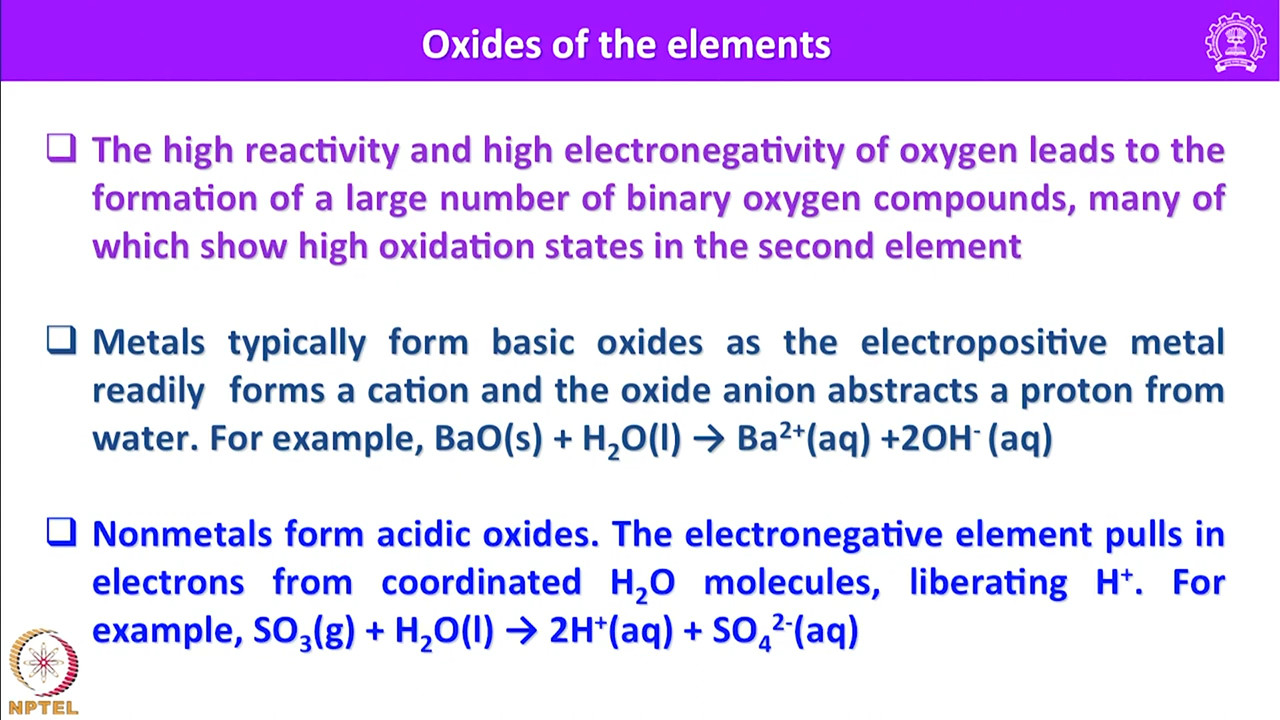 Oxides of the elements
❑ The high reactivity and high electronegativity of oxygen leads to the
formation of a large number of binary oxygen compounds, many of
which show high oxidation states in the second element
❑ Metals typically form basic oxides as the electropositive metal
readily forms a cation and the oxide anion abstracts a proton from
water. For example, BaO(s) + H₂O(l) → Ba²⁺(aq) +2OH⁻ (aq)
❑ Nonmetals form acidic oxides. The electronegative element pulls in
electrons from coordinated H₂O molecules, liberating H⁺. For
example, SO₃(g) + H₂O(l) → 2H⁺(aq) + SO₄²⁻(aq)
NPTEL